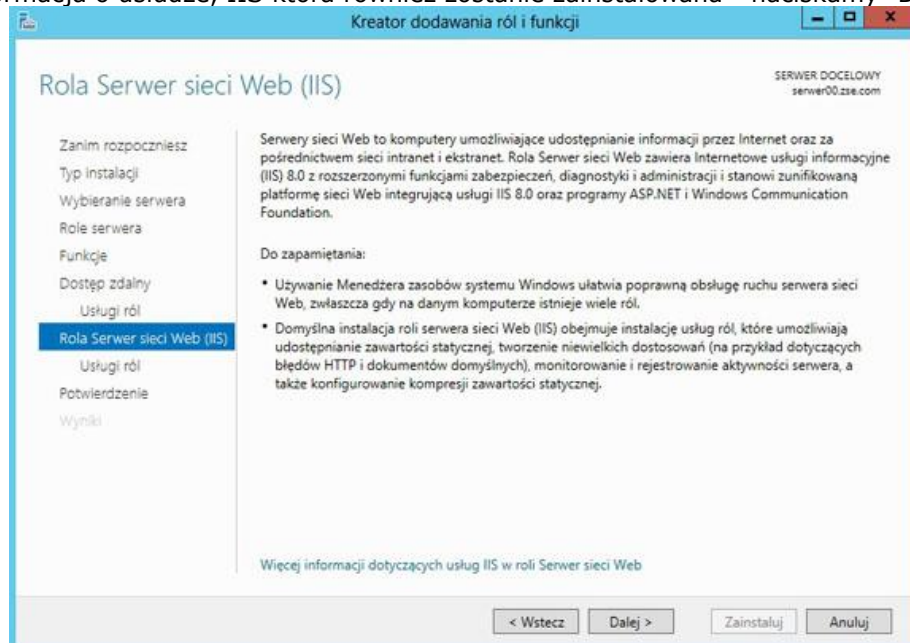 o usłudze, IIS która również zostanie zainstalowana - naciskamy
Kreator dodawania ról i funkcji
Rola Serwer sieci Web (IIS)
SERWER DOCELOWY
serwer00.zse.com
Zanim rozpoczniesz
Typ instalacji
Wybieranie serwera
Role serwera
Funkcje
Dostęp zdalny
Usługi ról
Rola Serwer sieci Web (IIS)
Usługi ról
Potwierdzenie
Wyniki
Serwery sieci Web to komputery umożliwiające udostępnianie informacji przez Internet oraz za
pośrednictwem sieci intranet i ekstranet. Rola Serwer sieci Web zawiera Internetowe usługi informacyjne
(IIS) 8.0 z rozszerzonymi funkcjami zabezpieczeń, diagnostyki i administracji i stanowi zunifikowaną
platformę sieci Web integrującą usługi IIS 8.0 oraz programy ASP.NET i Windows Communication
Foundation.
Do zapamiętania:
• Używanie Menedżera zasobów systemu Windows ułatwia poprawną obsługę ruchu serwera sieci
Web, zwłaszcza gdy na danym komputerze istnieje wiele ról.
• Domyślna instalacja roli serwera sieci Web (IIS) obejmuje instalację usług ról, które umożliwiają
udostępnianie zawartości statycznej, tworzenie niewielkich dostosowań (na przykład dotyczących
błędów HTTP i dokumentów domyślnych), monitorowanie i rejestrowanie aktywności serwera, a
także konfigurowanie kompresji zawartości statycznej.
Więcej informacji dotyczących usług IIS w roli Serwer sieci Web
< Wstecz
Dalej >
Zainstaluj
Anuluj